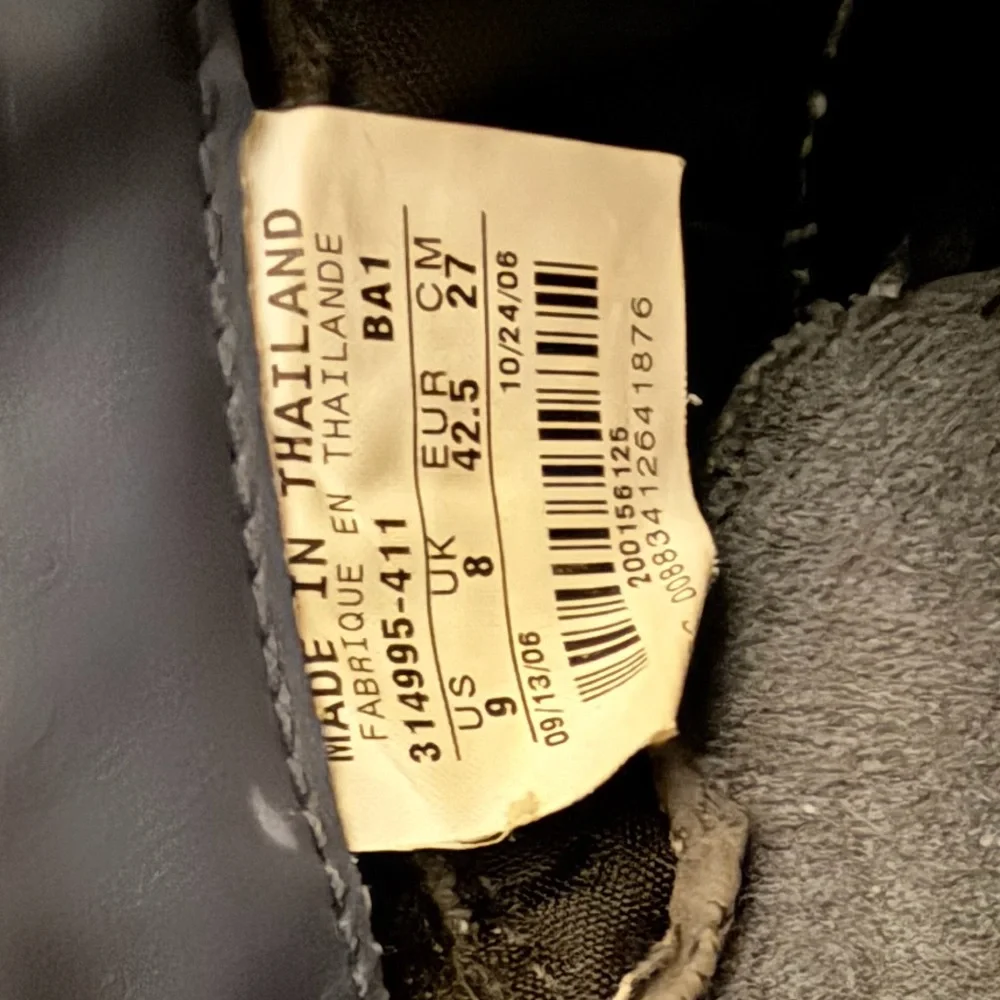 MADE IN THAILAND
FABRIQUE EN THAILANDE
314995-411 BA1
US UK EUR CM
9 8 42.5 27
09/13/06 10/24/06
200156125
00883412641876